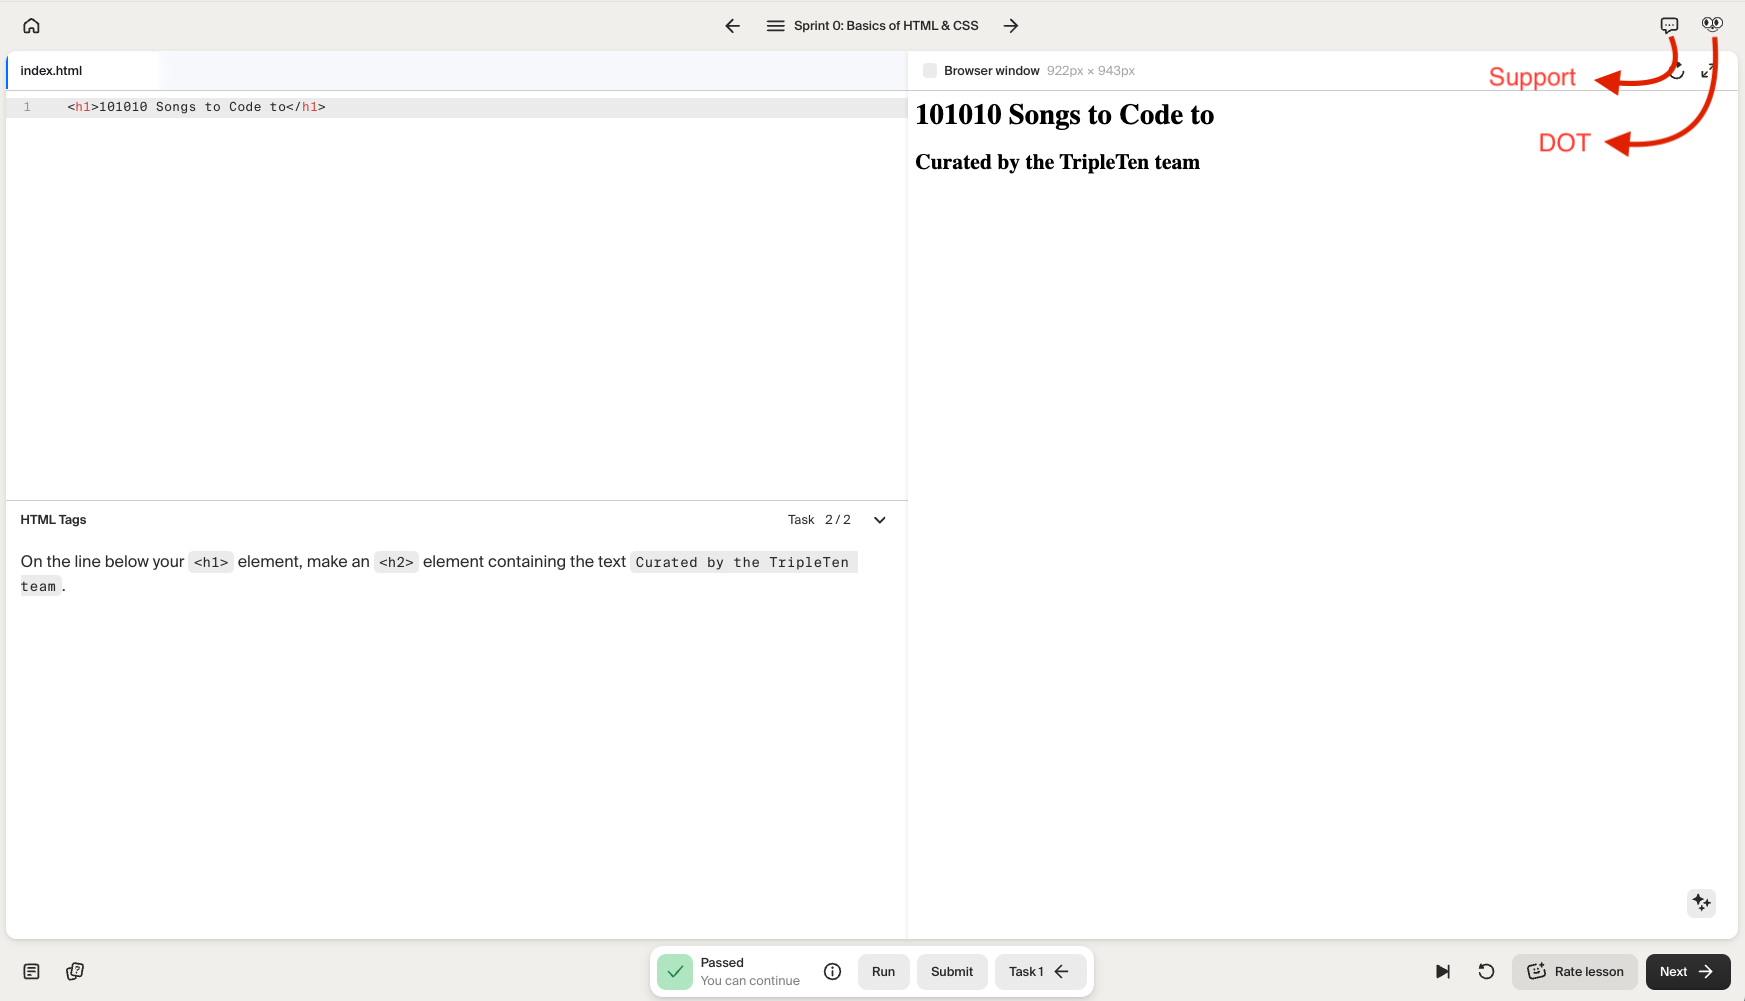 Sprint 0: Basics of HTML & CSS
index.html
1 <h1>101010 Songs to Code to</h1>
Browser window 922px × 943px
Support
DOT
101010 Songs to Code to
Curated by the TripleTen team
HTML Tags
Task 2 / 2
On the line below your <h1> element, make an <h2> element containing the text Curated by the TripleTen
team.
Passed
You can continue
Run
Submit
Task 1
Rate lesson
Next